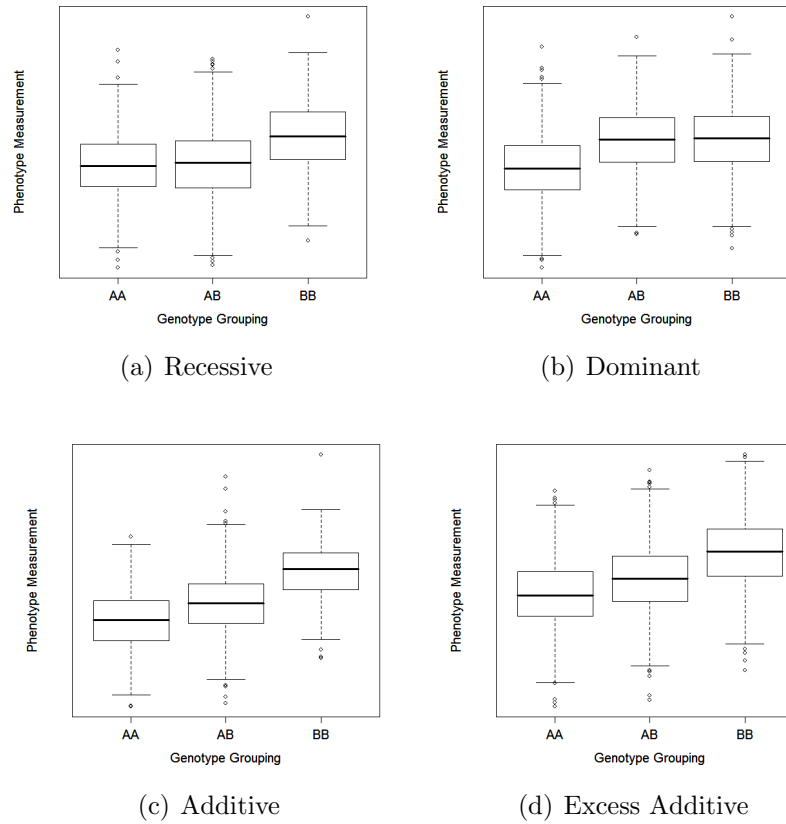 Phenotype Measurement
AA AB BB
Genotype Grouping
(a) Recessive
Phenotype Measurement
AA AB BB
Genotype Grouping
(b) Dominant
Phenotype Measurement
AA AB BB
Genotype Grouping
(c) Additive
Phenotype Measurement
AA AB BB
Genotype Grouping
(d) Excess Additive